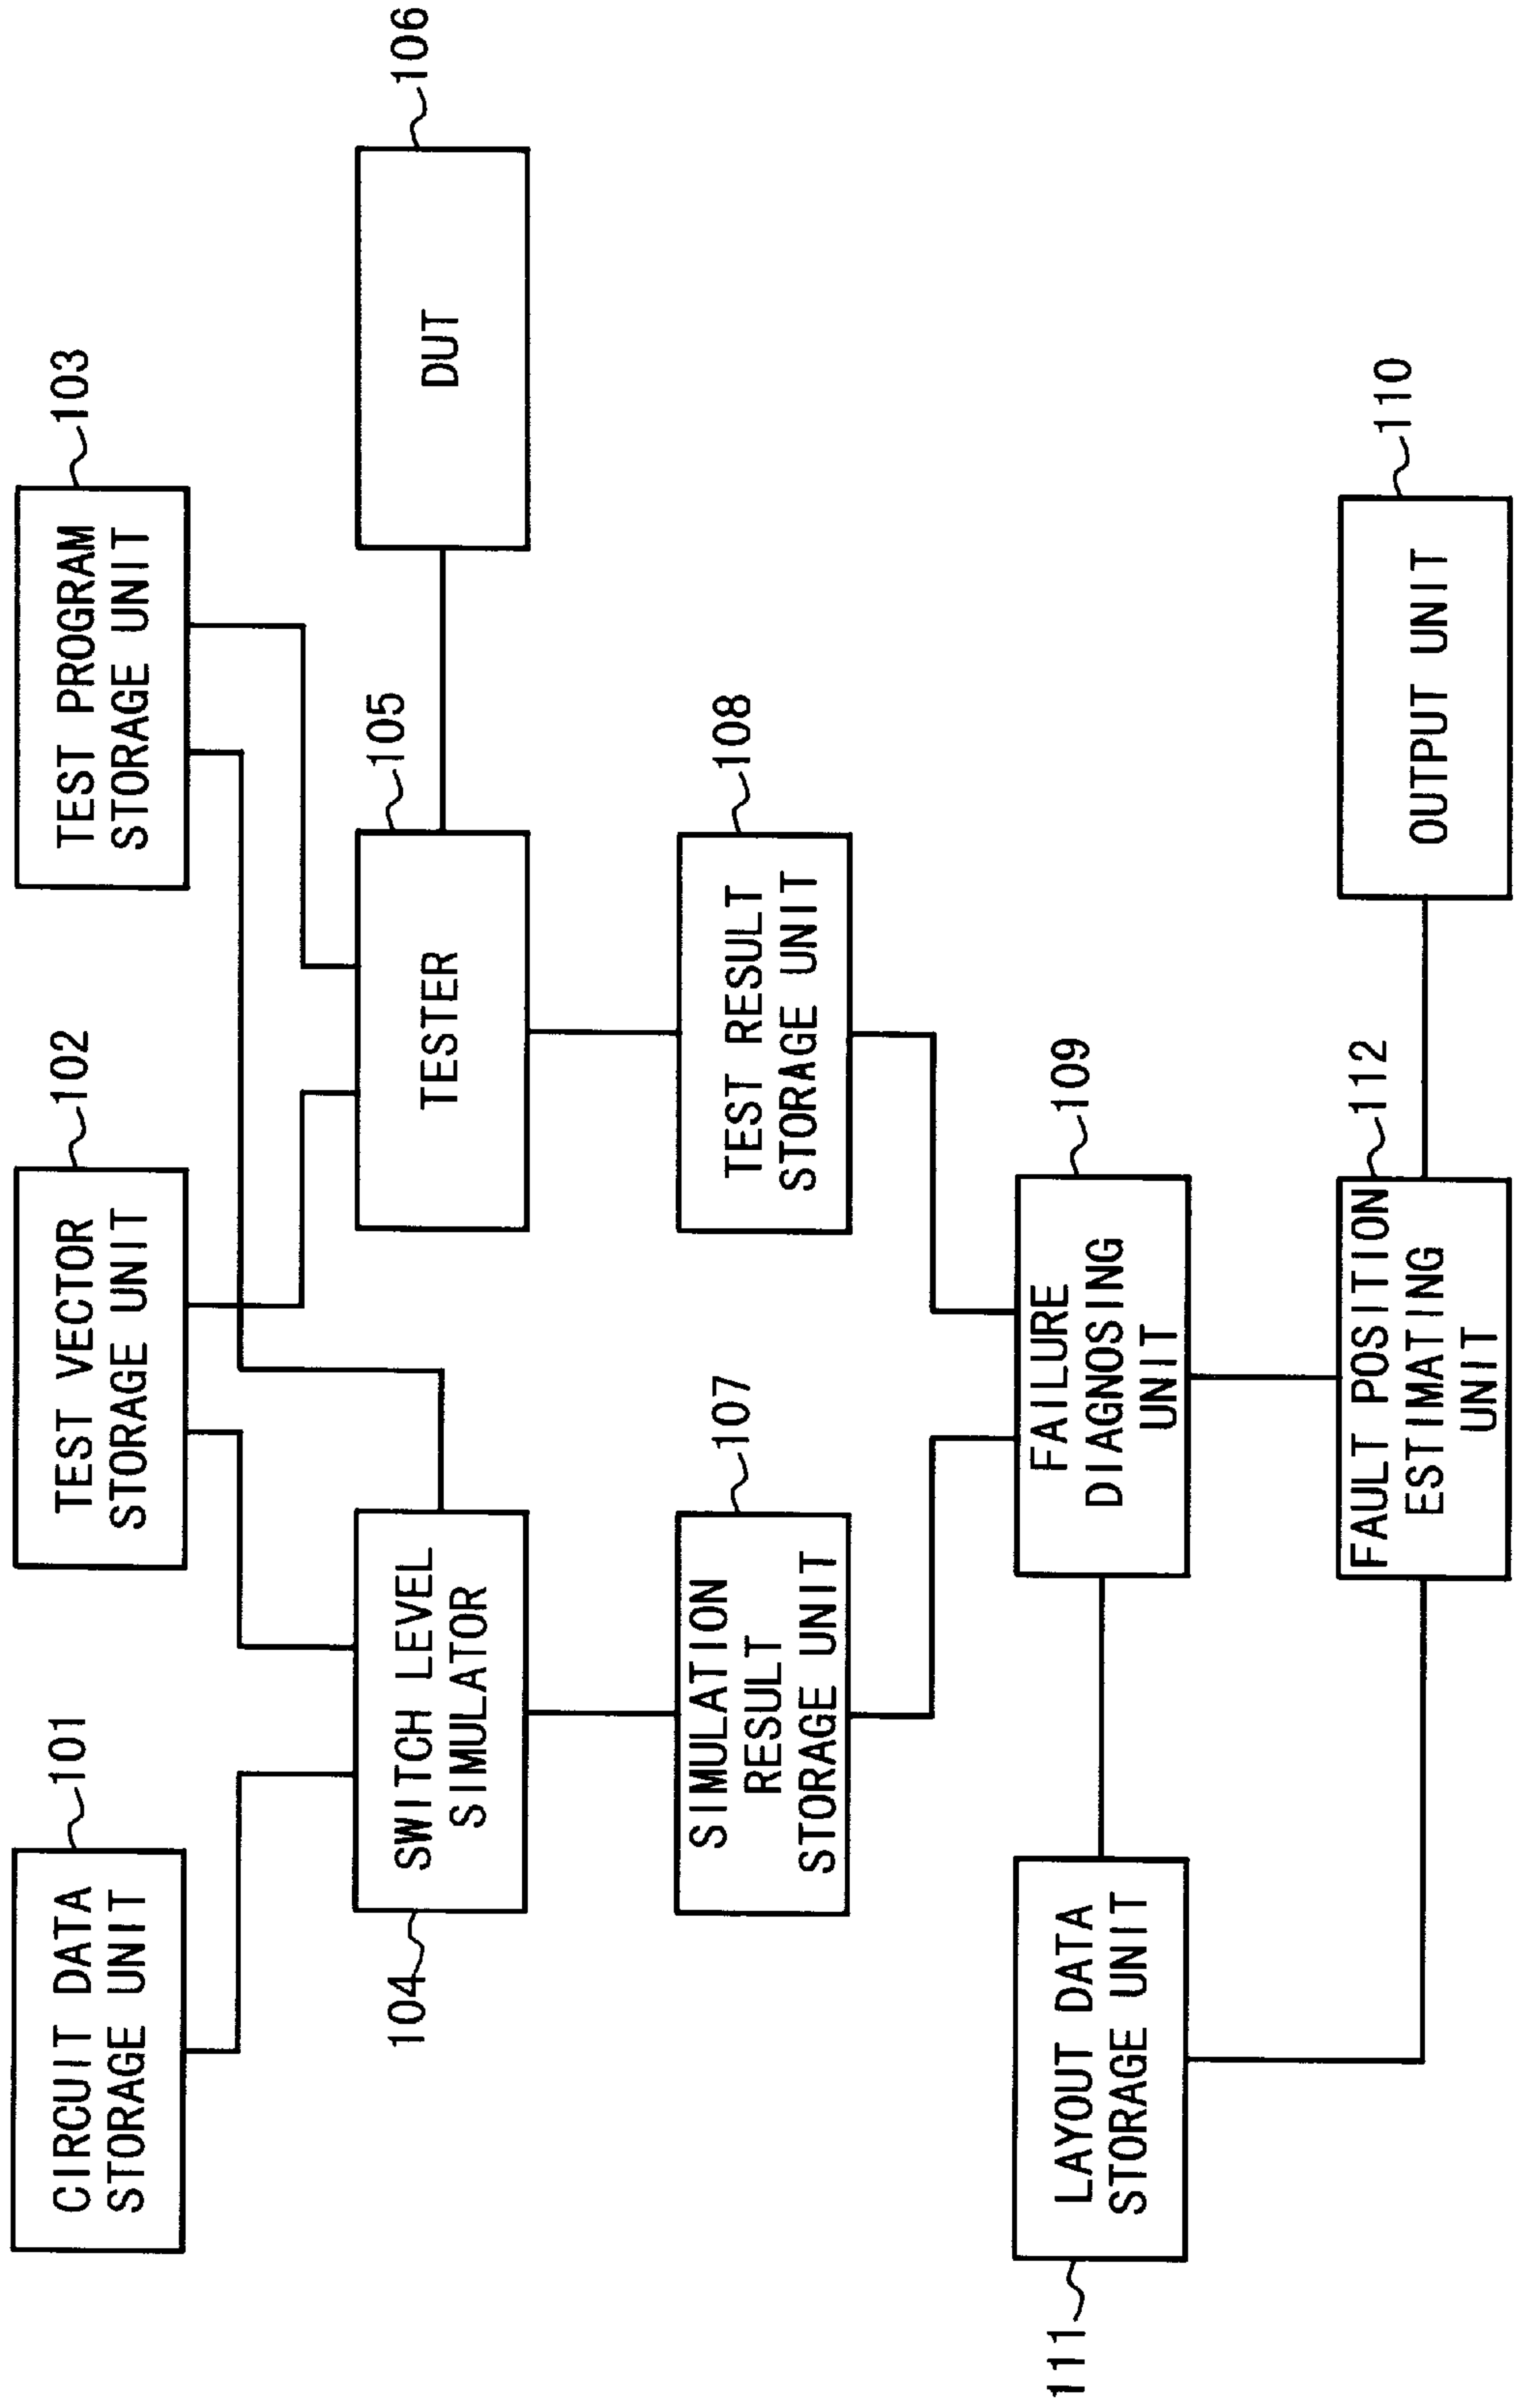 101
CIRCUIT DATA
STORAGE UNIT
102
TEST VECTOR
STORAGE UNIT
103
TEST PROGRAM
STORAGE UNIT
104
SWITCH LEVEL
SIMULATOR
105
TESTER
106
DUT
107
SIMULATION
RESULT
STORAGE UNIT
108
TEST RESULT
STORAGE UNIT
111
LAYOUT DATA
STORAGE UNIT
109
FAILURE
DIAGNOSING
UNIT
112
FAULT POSITION
ESTIMATING
UNIT
110
OUTPUT UNIT